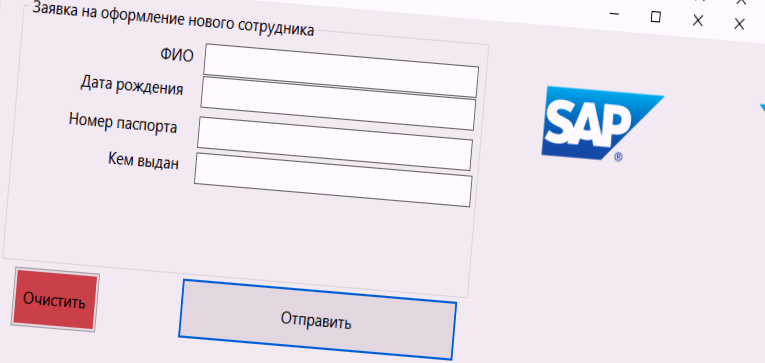 Заявка на оформление нового сотрудника
ФИО
Дата рождения
Номер паспорта
Кем выдан
SAP®
Очистить
Отправить